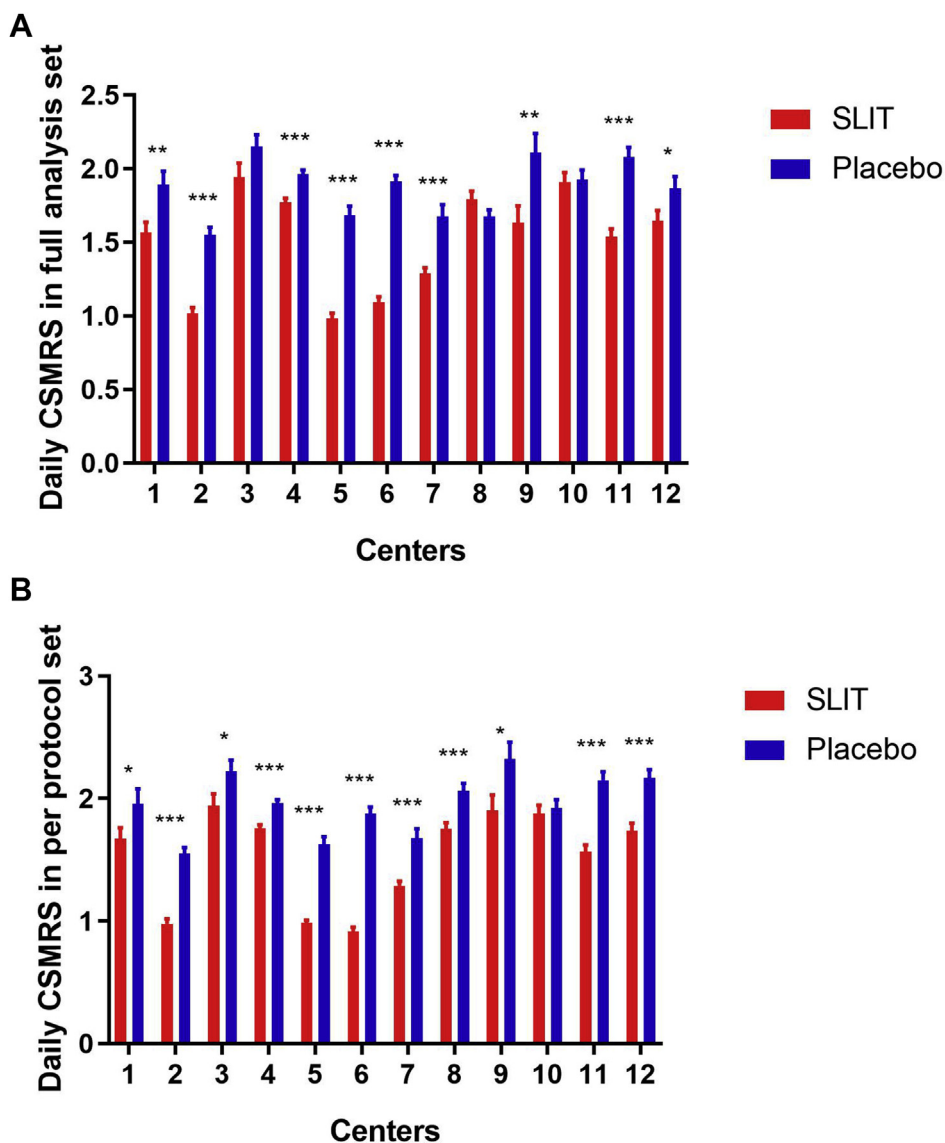 A
Daily CSMRS in full analysis set
2.5
2.0
1.5
1.0
0.5
0.0
** *** *** *** *** *** ** *** *
1 2 3 4 5 6 7 8 9 10 11 12
Centers
SLIT
Placebo
B
Daily CSMRS in per protocol set
3
2
1
0
* *** * *** *** *** *** *** * *** ***
1 2 3 4 5 6 7 8 9 10 11 12
Centers
SLIT
Placebo